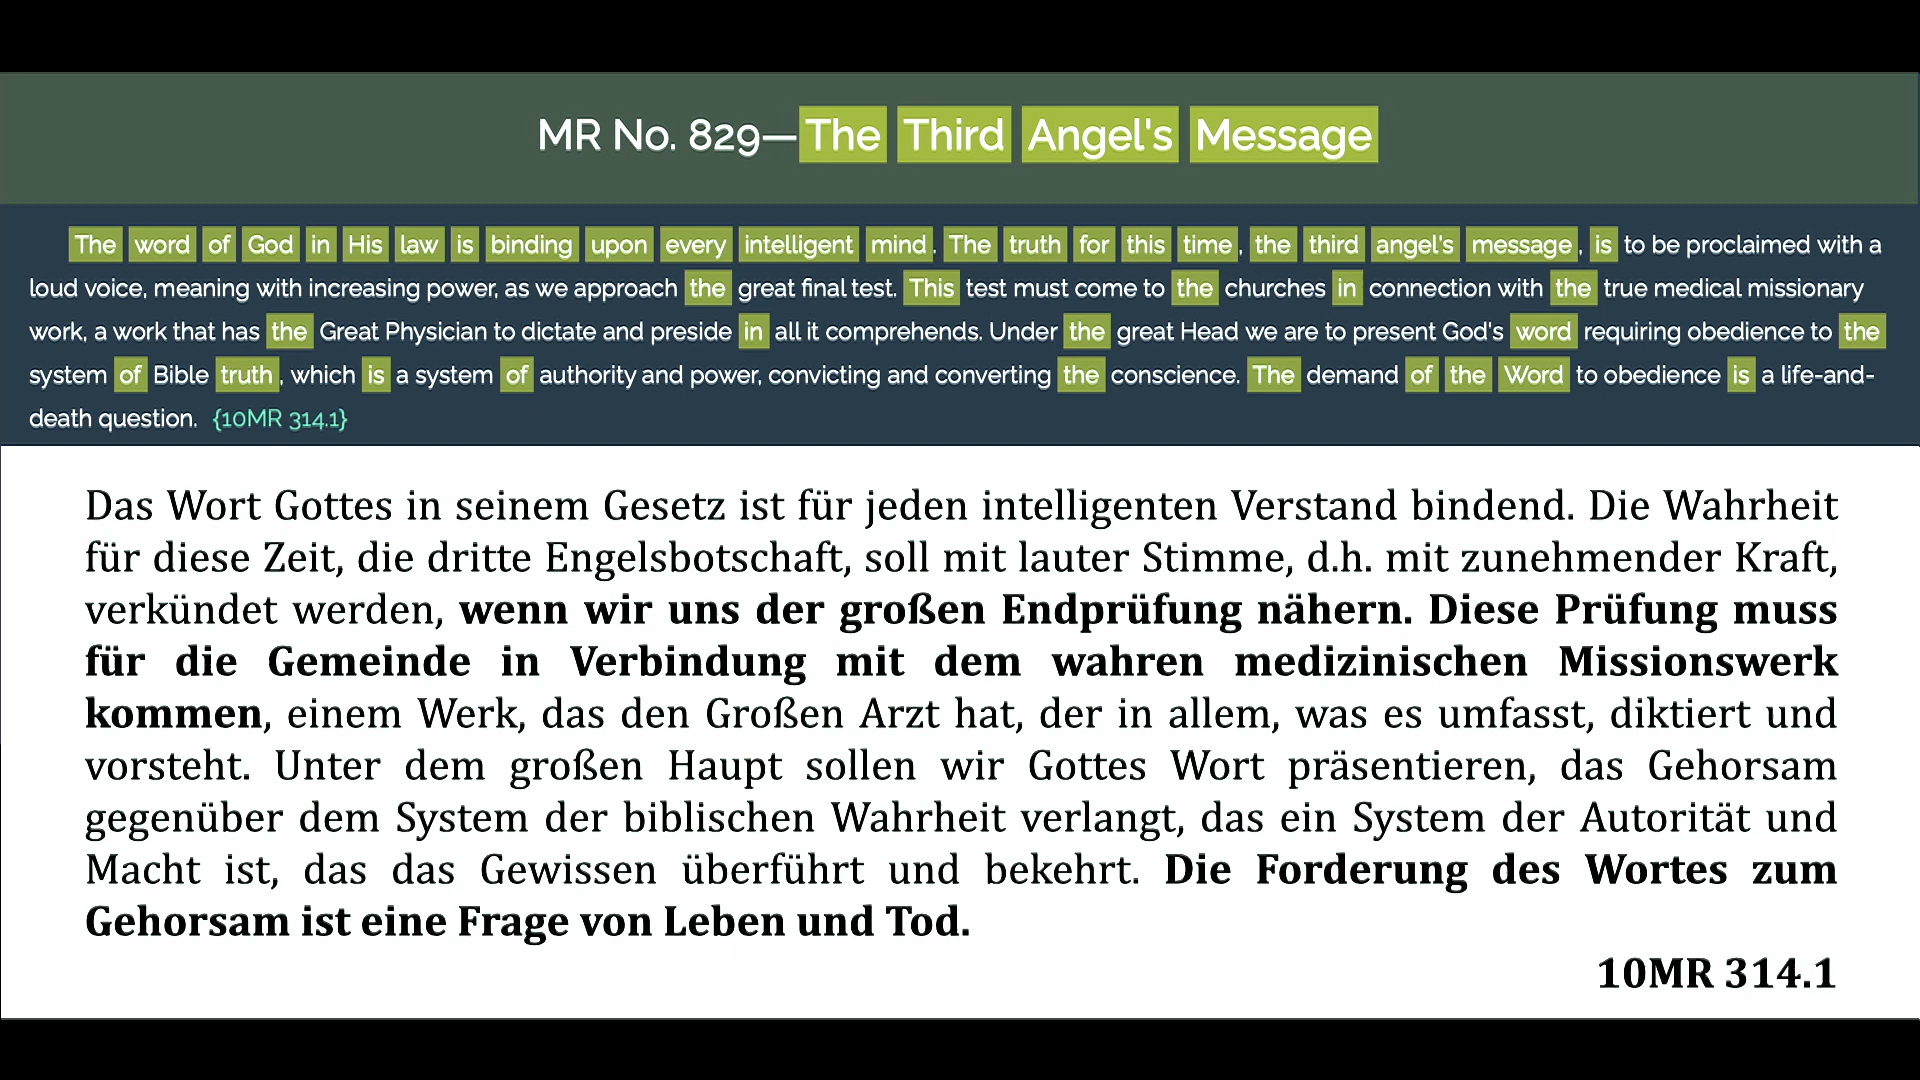 MR No. 829—The Third Angel's Message
The word of God in His law is binding upon every intelligent mind. The truth for this time, the third angel's message, is to be proclaimed with a
loud voice, meaning with increasing power, as we approach the great final test. This test must come to the churches in connection with the true medical missionary
work, a work that has the Great Physician to dictate and preside in all it comprehends. Under the great Head we are to present God's word requiring obedience to the
system of Bible truth, which is a system of authority and power, convicting and converting the conscience. The demand of the Word to obedience is a life-and-
death question. {10MR 314.1}
Das Wort Gottes in seinem Gesetz ist für jeden intelligenten Verstand bindend. Die Wahrheit
für diese Zeit, die dritte Engelsbotschaft, soll mit lauter Stimme, d.h. mit zunehmender Kraft,
verkündet werden, wenn wir uns der großen Endprüfung nähern. Diese Prüfung muss
für die Gemeinde in Verbindung mit dem wahren medizinischen Missionswerk
kommen, einem Werk, das den Großen Arzt hat, der in allem, was es umfasst, diktiert und
vorsteht. Unter dem großen Haupt sollen wir Gottes Wort präsentieren, das Gehorsam
gegenüber dem System der biblischen Wahrheit verlangt, das ein System der Autorität und
Macht ist, das das Gewissen überführt und bekehrt. Die Forderung des Wortes zum
Gehorsam ist eine Frage von Leben und Tod.
10MR 314.1